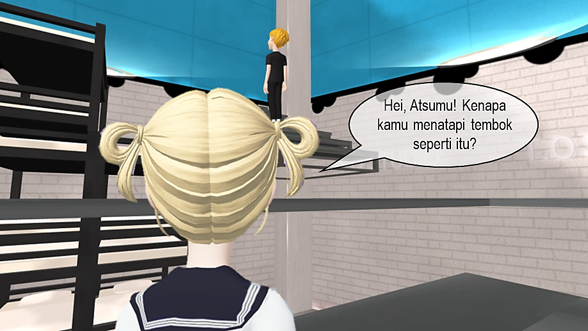 Hei, Atsumu! Kenapa
kamu menatapi tembok
seperti itu?